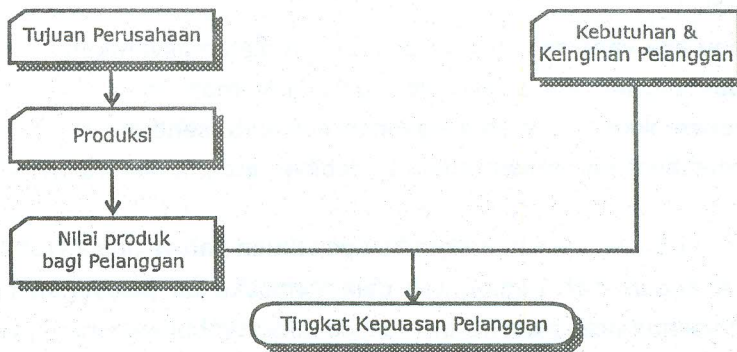 Tujuan Perusahaan
Kebutuhan &
Keinginan Pelanggan
Produksi
Nilai produk
bagi Pelanggan
Tingkat Kepuasan Pelanggan